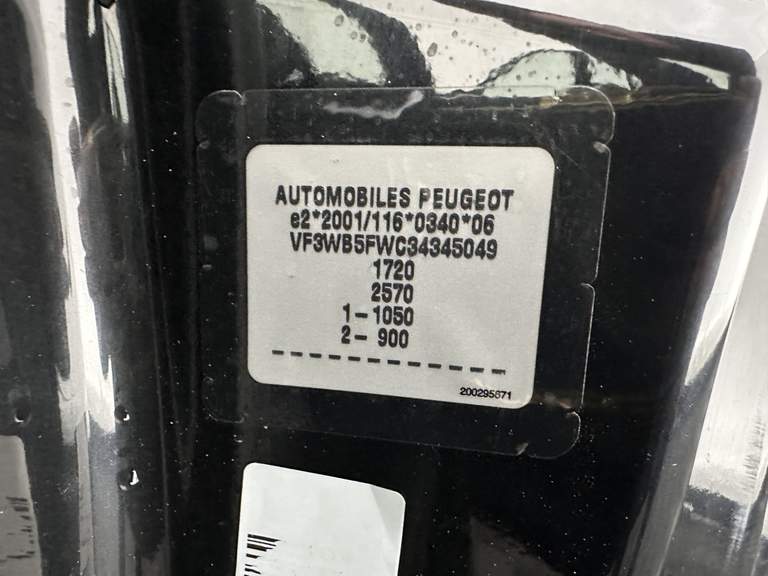 AUTOMOBILES PEUGEOT
e2*2001/116*0340*06
VF3WB5FWC34345049
1720
2570
1- 1050
2- 900
200295871